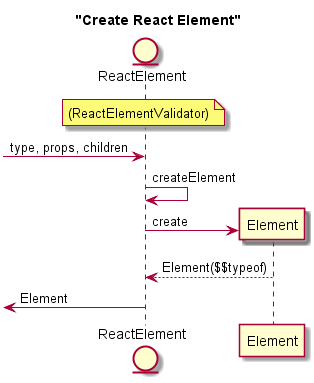 "Create React Element"
ReactElement
(ReactElementValidator)
type, props, children
createElement
create
Element
Element($$typeof)
Element
ReactElement
Element